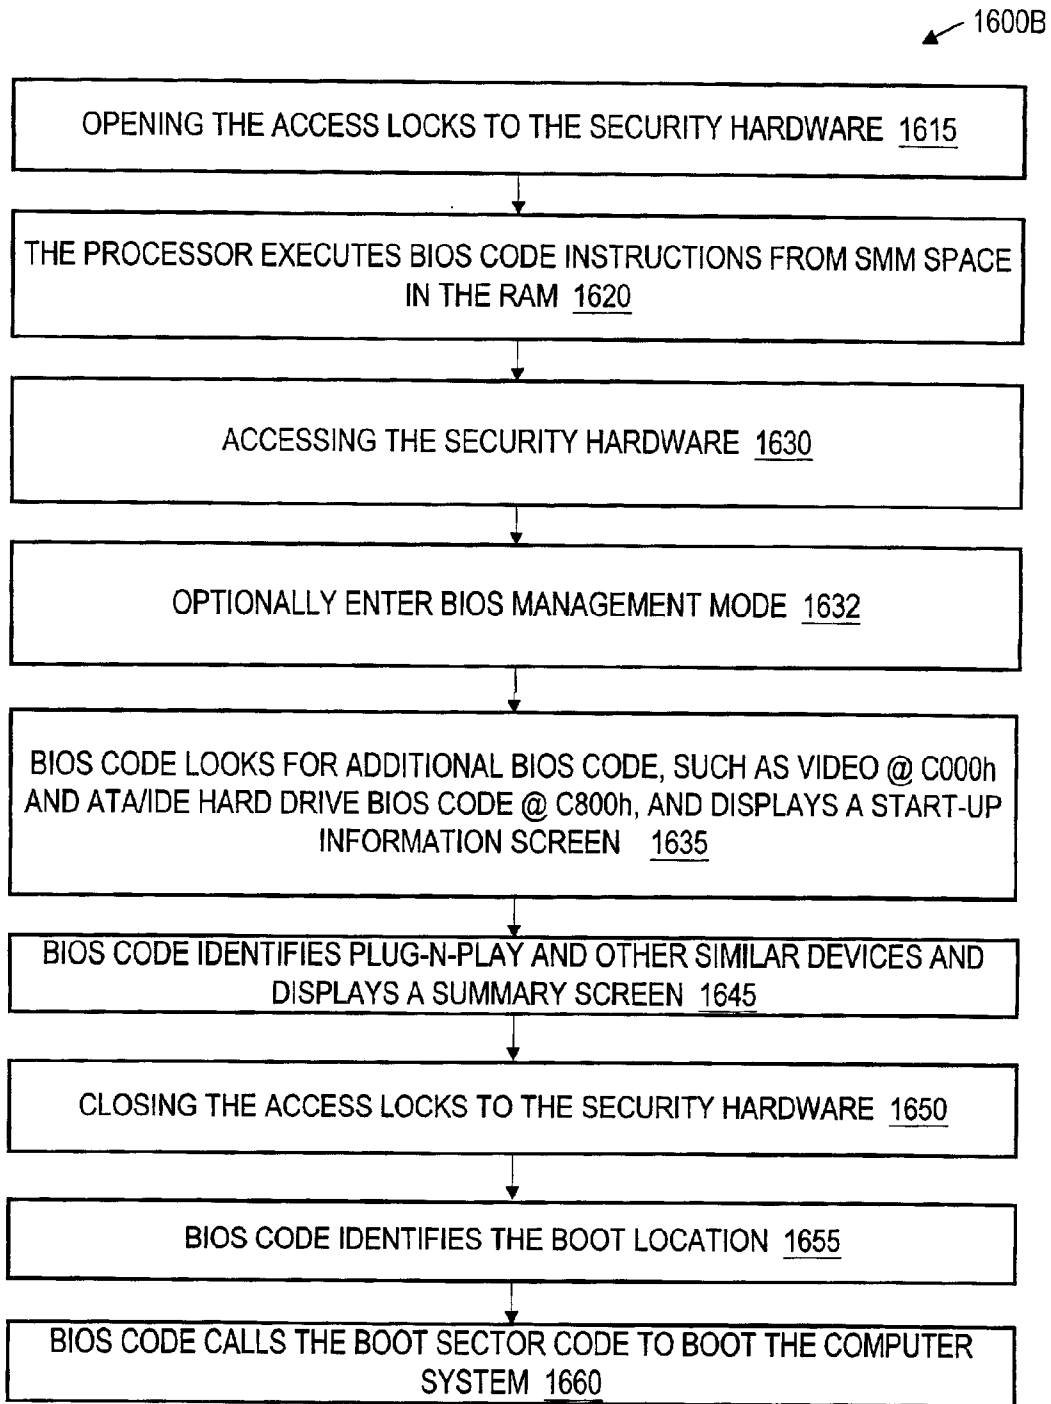 1600B
OPENING THE ACCESS LOCKS TO THE SECURITY HARDWARE 1615
THE PROCESSOR EXECUTES BIOS CODE INSTRUCTIONS FROM SMM SPACE
IN THE RAM 1620
ACCESSING THE SECURITY HARDWARE 1630
OPTIONALLY ENTER BIOS MANAGEMENT MODE 1632
BIOS CODE LOOKS FOR ADDITIONAL BIOS CODE, SUCH AS VIDEO @ C000h
AND ATA/IDE HARD DRIVE BIOS CODE @ C800h, AND DISPLAYS A START-UP
INFORMATION SCREEN 1635
BIOS CODE IDENTIFIES PLUG-N-PLAY AND OTHER SIMILAR DEVICES AND
DISPLAYS A SUMMARY SCREEN 1645
CLOSING THE ACCESS LOCKS TO THE SECURITY HARDWARE 1650
BIOS CODE IDENTIFIES THE BOOT LOCATION 1655
BIOS CODE CALLS THE BOOT SECTOR CODE TO BOOT THE COMPUTER
SYSTEM 1660